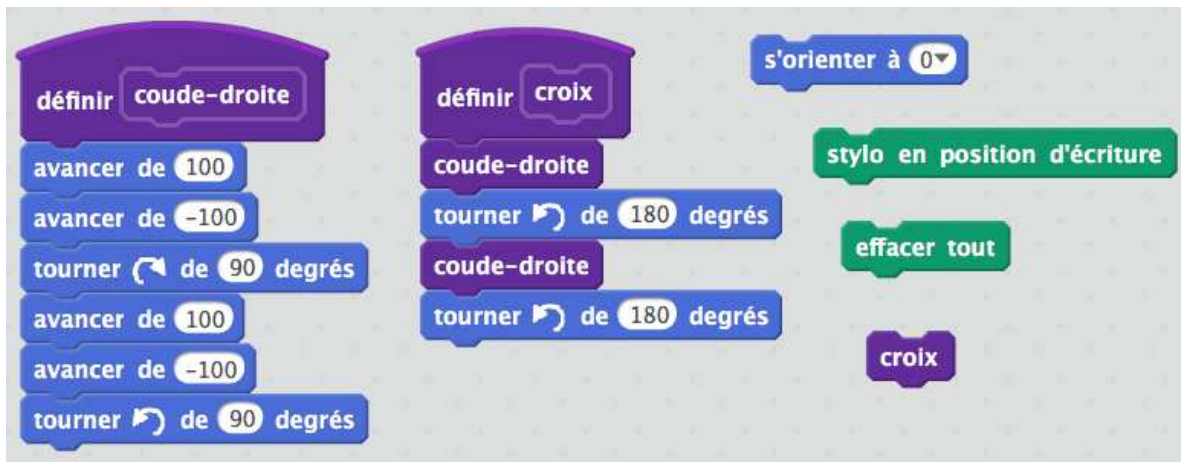 définir coude-droite
avancer de 100
avancer de -100
tourner de 90 degrés
avancer de 100
avancer de -100
tourner de 90 degrés
définir croix
coude-droite
tourner de 180 degrés
coude-droite
tourner de 180 degrés
s'orienter à 0
stylo en position d'écriture
effacer tout
croix